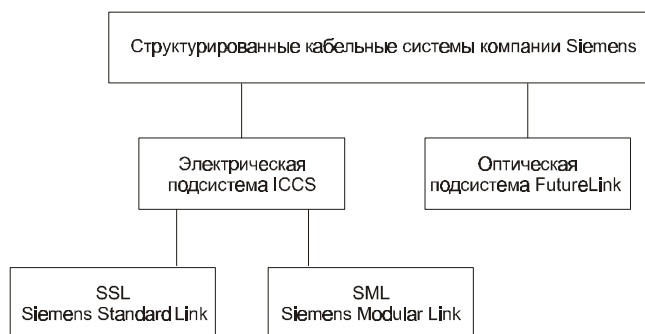 Структурированные кабельные системы компании Siemens
Электрическая
подсистема ICCS
Оптическая
подсистема FutureLink
SSL
Siemens Standard Link
SML
Siemens Modular Link